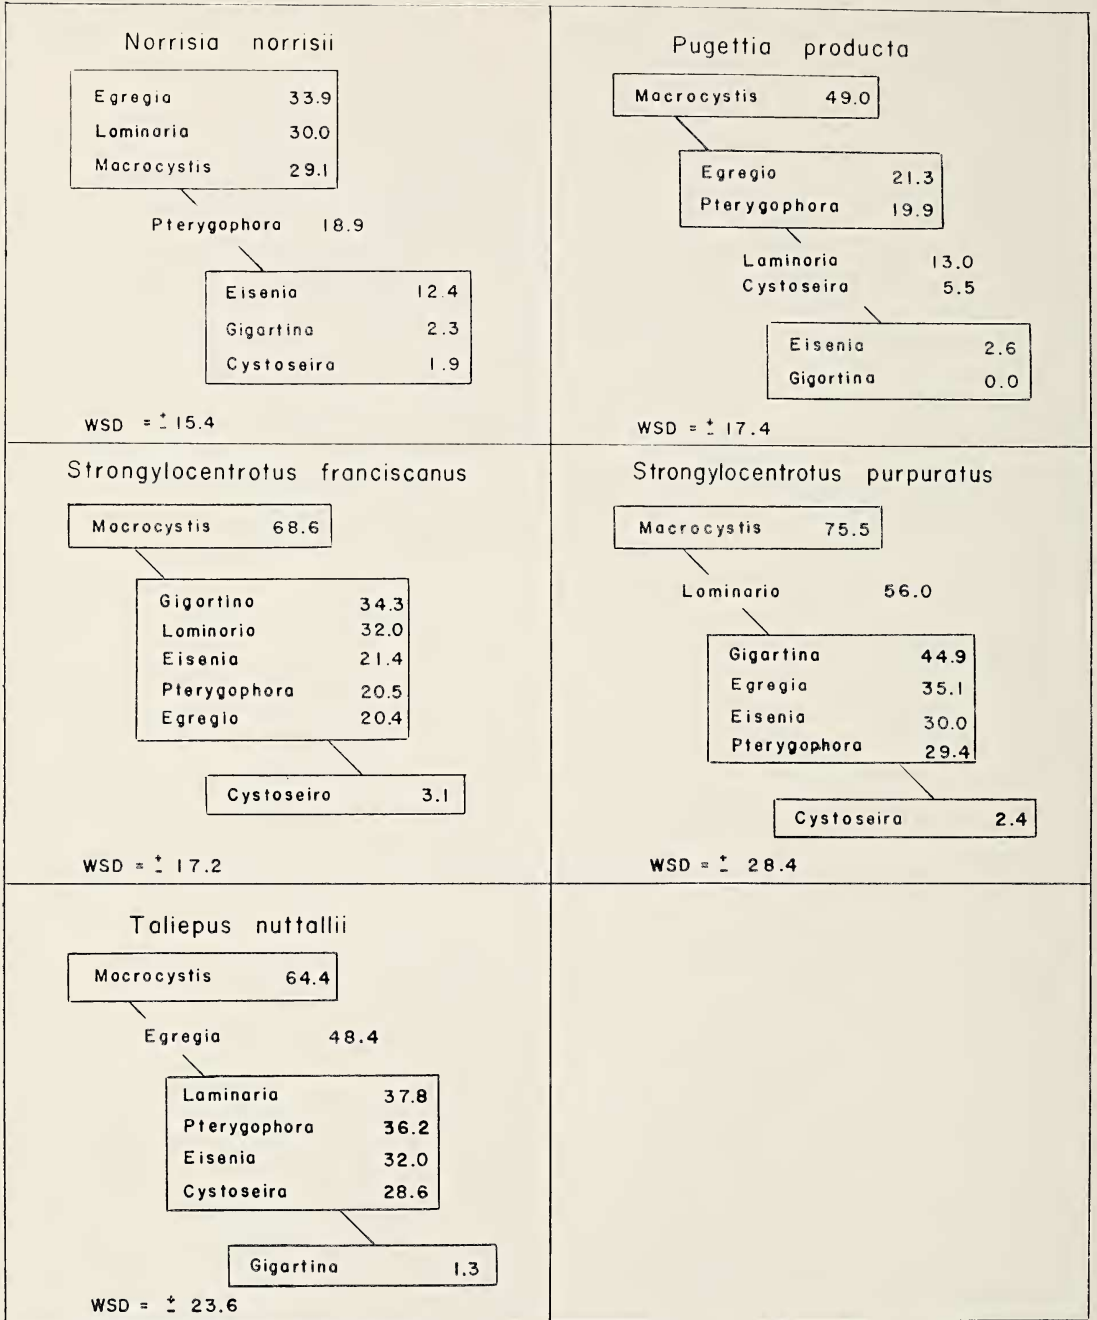 Norrisia norrisii
Egregia 33.9
Laminaria 30.0
Macrocystis 29.1
Pterygophora 18.9
Eisenia 12.4
Gigartina 2.3
Cystoseira 1.9
WSD = ± 15.4
Pugettia producta
Macrocystis 49.0
Egregia 21.3
Pterygophora 19.9
Laminaria 13.0
Cystoseira 5.5
Eisenia 2.6
Gigartina 0.0
WSD = ± 17.4
Strongylocentrotus franciscanus
Macrocystis 68.6
Gigartina 34.3
Laminaria 32.0
Eisenia 21.4
Pterygophora 20.5
Egregia 20.4
Cystoseira 3.1
WSD = ± 17.2
Strongylocentrotus purpuratus
Macrocystis 75.5
Laminaria 56.0
Gigartina 44.9
Egregia 35.1
Eisenia 30.0
Pterygophora 29.4
Cystoseira 2.4
WSD = ± 28.4
Taliepus nuttallii
Macrocystis 64.4
Egregia 48.4
Laminaria 37.8
Pterygophora 36.2
Eisenia 32.0
Cystoseira 28.6
Gigartina 1.3
WSD = ± 23.6